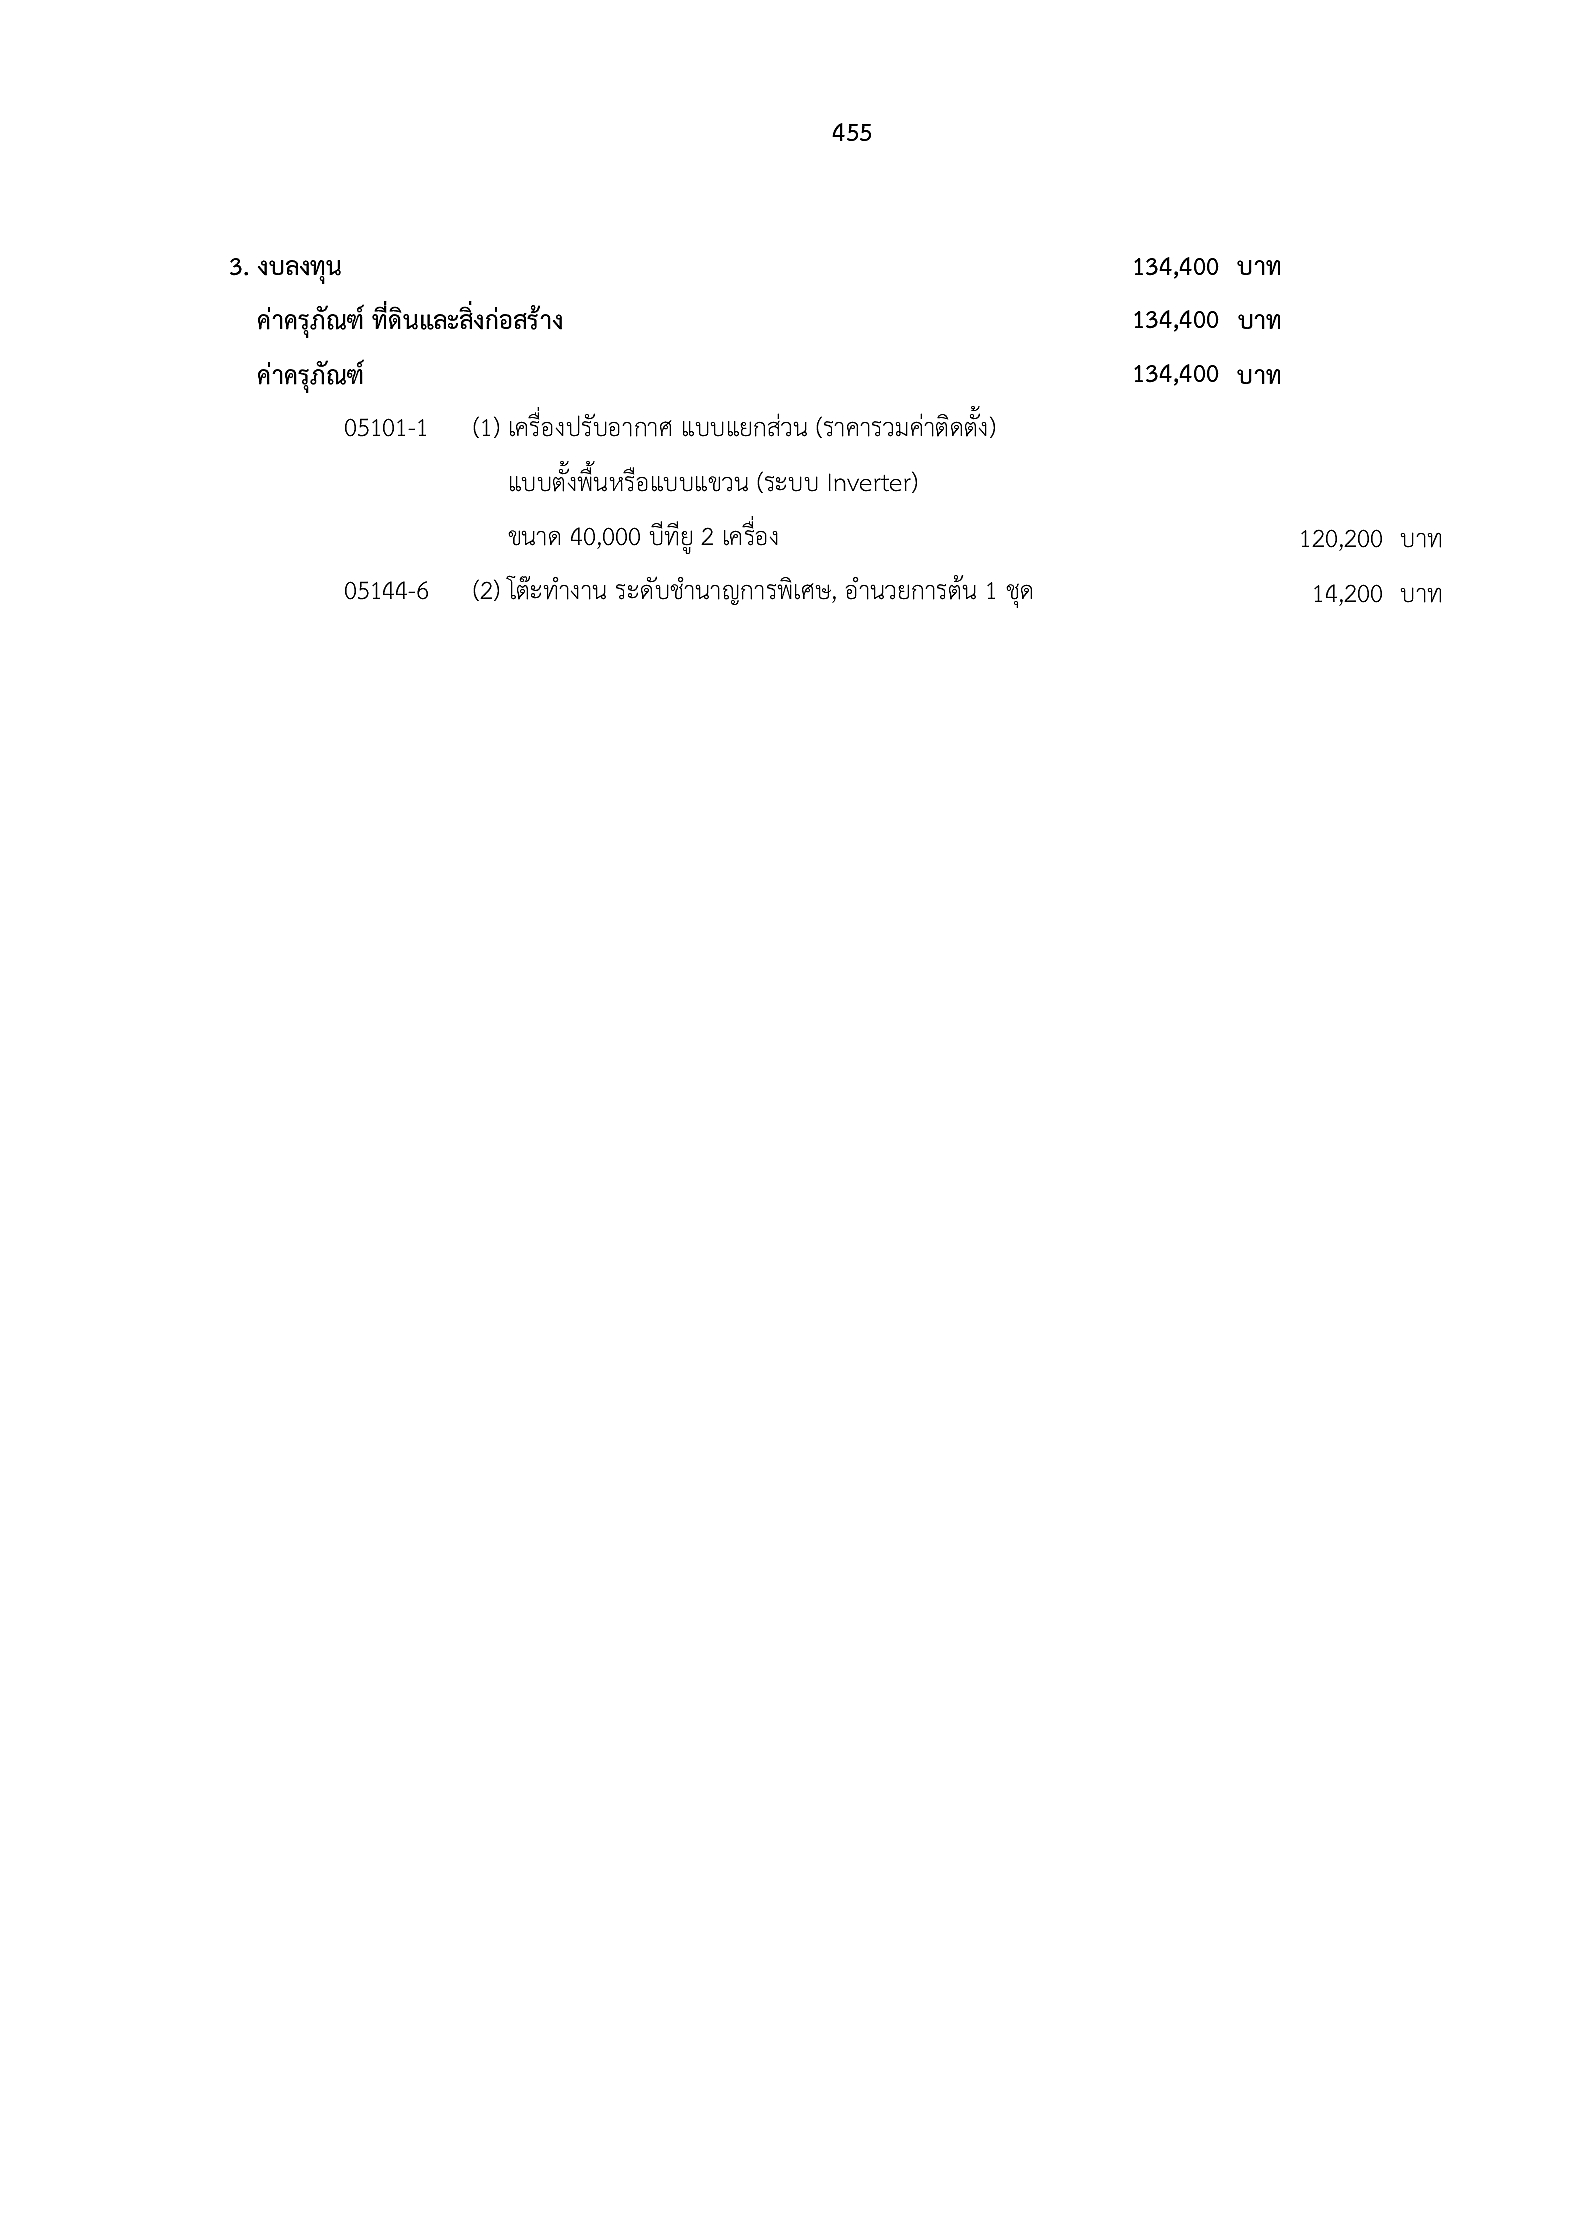 455
3. งบลงทุน 134,400 บาท
ค่าครุภัณฑ์ ที่ดินและสิ่งก่อสร้าง 134,400 บาท
ค่าครุภัณฑ์ 134,400 บาท
05101-1 (1) เครื่องปรับอากาศ แบบแยกส่วน (ราคารวมค่าติดตั้ง)
แบบตั้งพื้นหรือแบบแขวน (ระบบ Inverter)
ขนาด 40,000 บีทียู 2 เครื่อง 120,200 บาท
05144-6 (2) โต๊ะทำงาน ระดับชำนาญการพิเศษ, อำนวยการต้น 1 ชุด 14,200 บาท